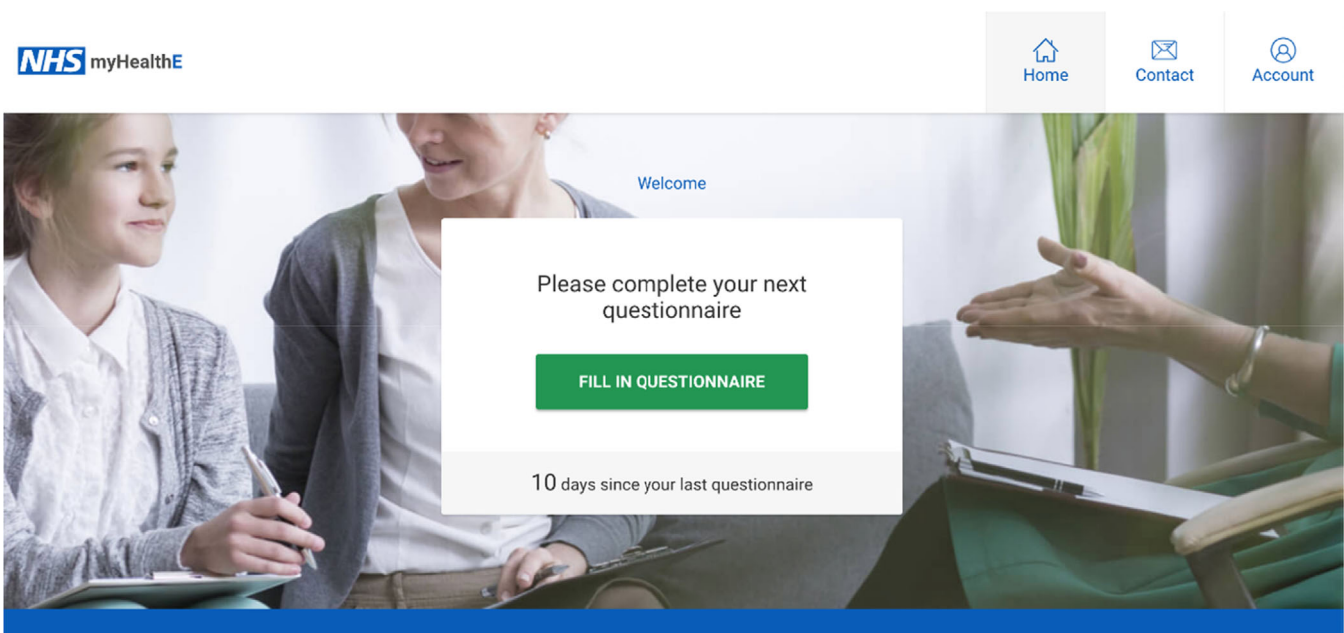 NHS myHealthE
Home
Contact
Account
Welcome
Please complete your next
questionnaire
FILL IN QUESTIONNAIRE
10 days since your last questionnaire